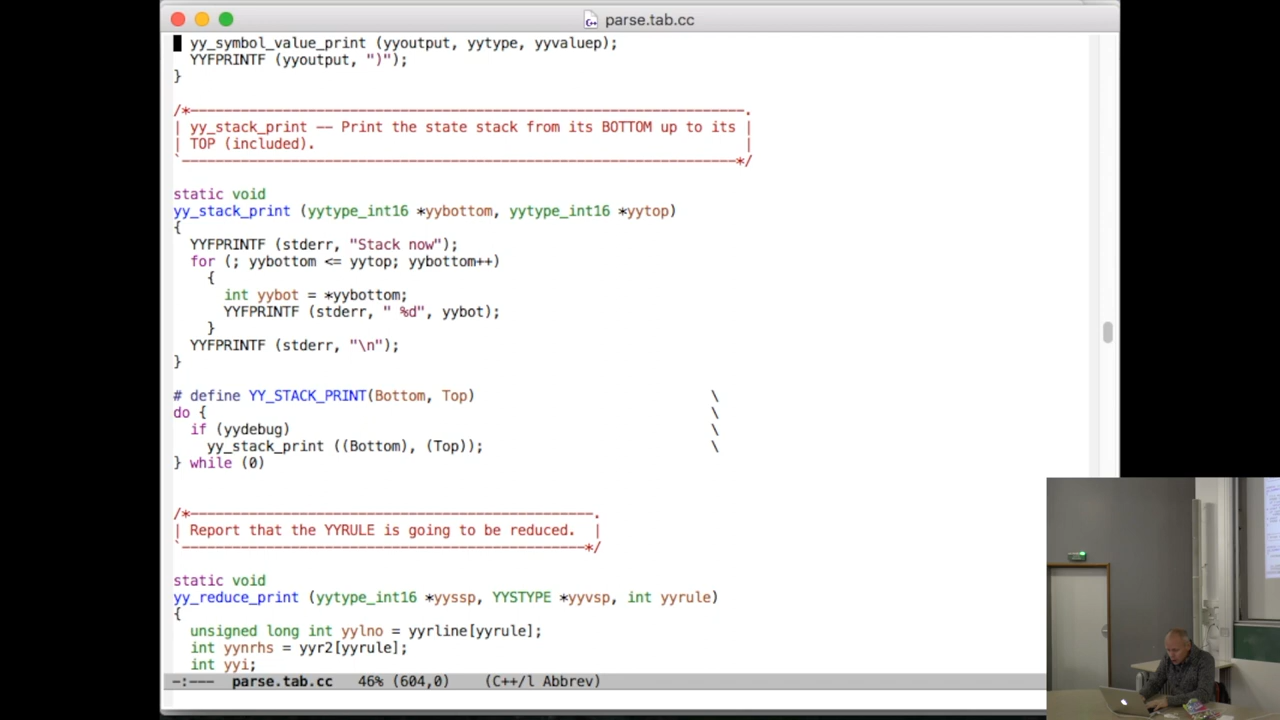 parse.tab.cc
yy_symbol_value_print (yyoutput, yytype, yyvaluep);
YYFPRINTF (yyoutput, ")");
}
/*-------------------------------------------------------------------.
| yy_stack_print -- Print the state stack from its BOTTOM up to its |
| TOP (included). |
`------------------------------------------------------------------*/
static void
yy_stack_print (yytype_int16 *yybottom, yytype_int16 *yytop)
{
YYFPRINTF (stderr, "Stack now");
for (; yybottom <= yytop; yybottom++)
{
int yybot = *yybottom;
YYFPRINTF (stderr, " %d", yybot);
}
YYFPRINTF (stderr, "\n");
}
# define YY_STACK_PRINT(Bottom, Top) \
do { \
if (yydebug) \
yy_stack_print ((Bottom), (Top)); \
} while (0)
/*------------------------------------------------.
| Report that the YYRULE is going to be reduced. |
`------------------------------------------------*/
static void
yy_reduce_print (yytype_int16 *yyssp, YYSTYPE *yyvsp, int yyrule)
{
unsigned long int yylno = yyrline[yyrule];
int yynrhs = yyr2[yyrule];
int yyi;
-:--- parse.tab.cc 46% (604,0) (C++/l Abbrev)